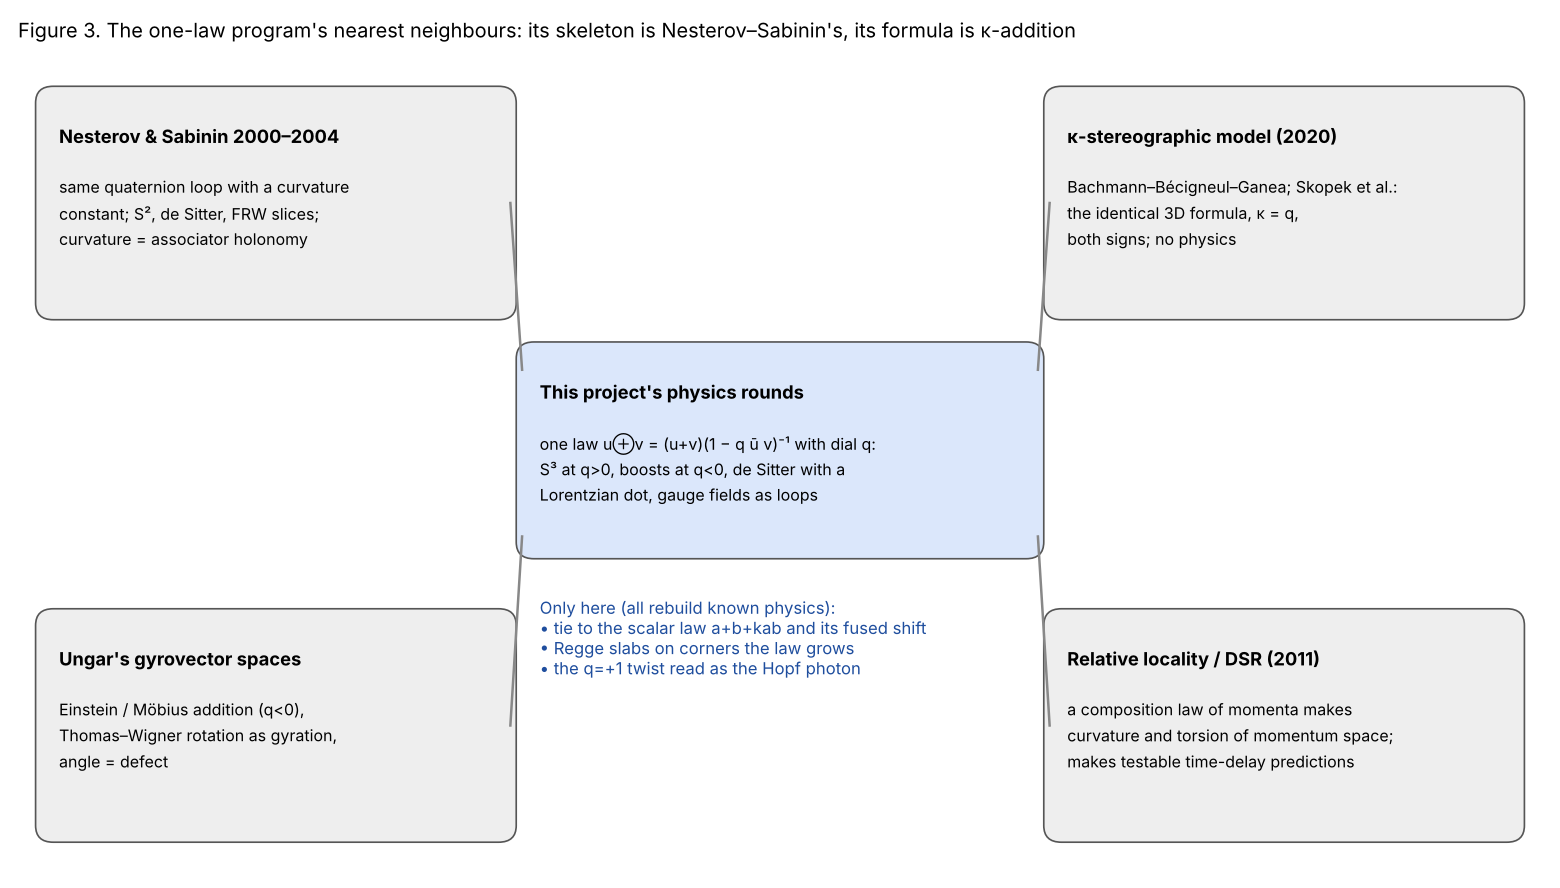 Figure 3. The one-law program's nearest neighbours: its skeleton is Nesterov–Sabinin's, its formula is κ-addition
Nesterov & Sabinin 2000–2004
same quaternion loop with a curvature
constant; S², de Sitter, FRW slices;
curvature = associator holonomy
κ-stereographic model (2020)
Bachmann–Bécigneul–Ganea; Skopek et al.:
the identical 3D formula, κ = q,
both signs; no physics
This project's physics rounds
one law u⊕v = (u+v)(1 − q ū v)⁻¹ with dial q:
S³ at q>0, boosts at q<0, de Sitter with a
Lorentzian dot, gauge fields as loops
Only here (all rebuild known physics):
• tie to the scalar law a+b+kab and its fused shift
• Regge slabs on corners the law grows
• the q=+1 twist read as the Hopf photon
Ungar's gyrovector spaces
Einstein / Möbius addition (q<0),
Thomas–Wigner rotation as gyration,
angle = defect
Relative locality / DSR (2011)
a composition law of momenta makes
curvature and torsion of momentum space;
makes testable time-delay predictions